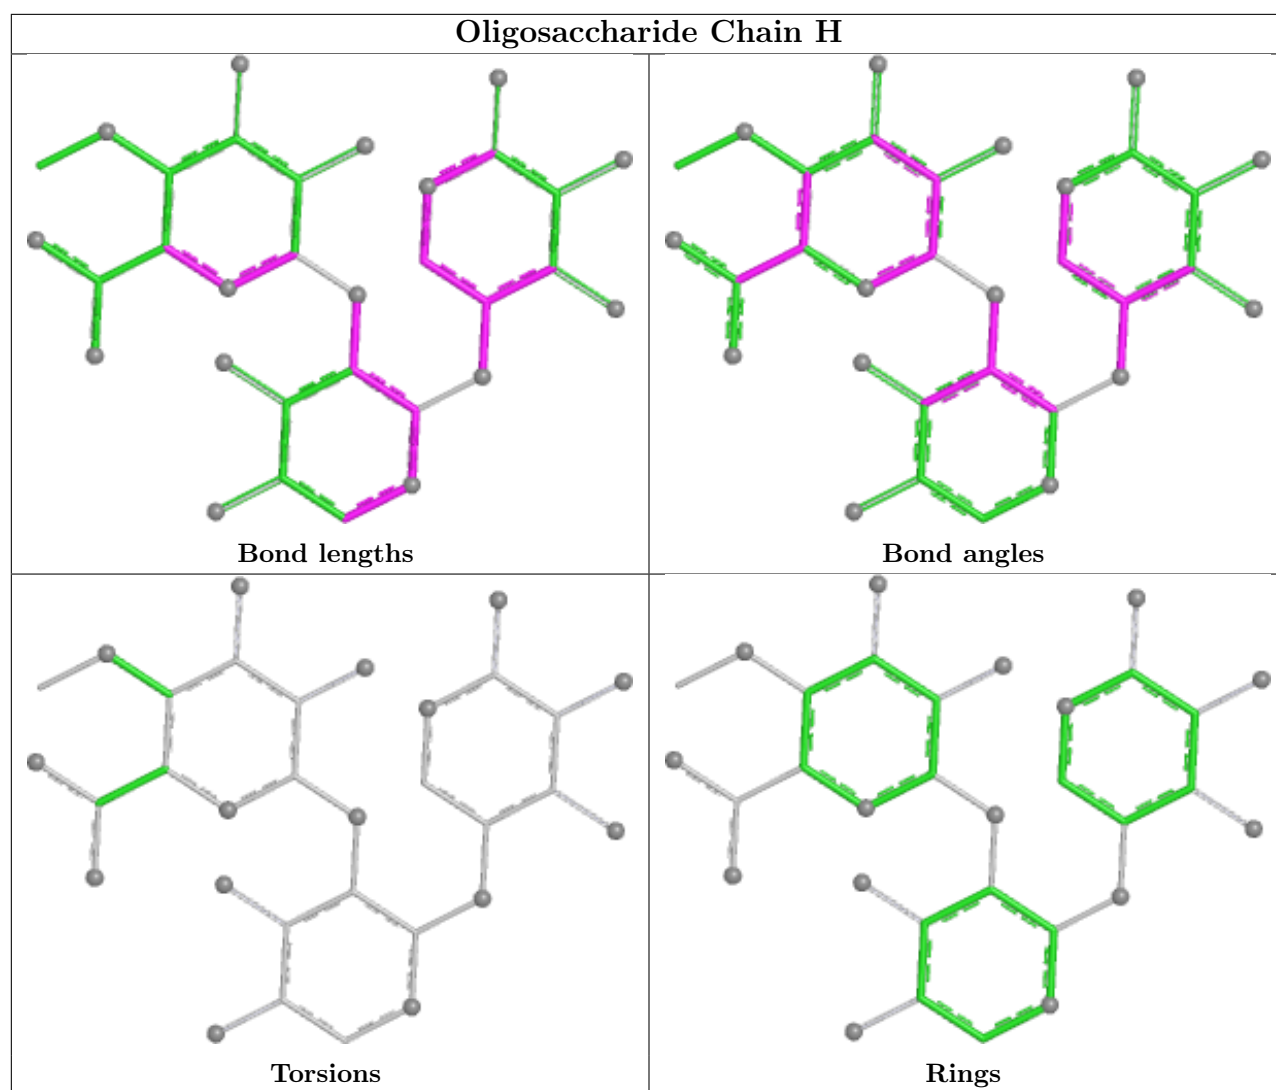 Oligosaccharide Chain H
Bond lengths
Bond angles
Torsions
Rings